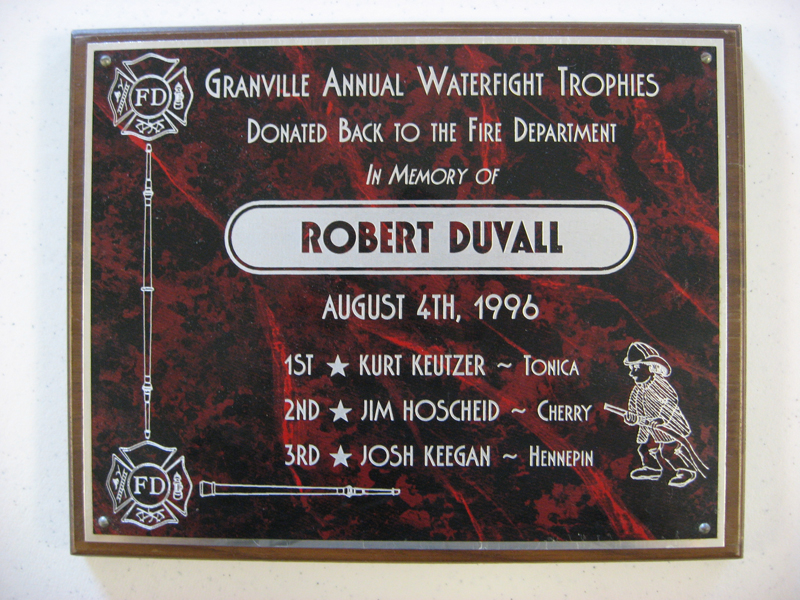 FD
GRANVILLE ANNUAL WATERFIGHT TROPHIES
DONATED BACK TO THE FIRE DEPARTMENT
IN MEMORY OF
ROBERT DUVALL
AUGUST 4TH, 1996
1ST ★ KURT KEUTZER ~ TONICA
2ND ★ JIM HOSCHEID ~ CHERRY
3RD ★ JOSH KEEGAN ~ HENNEPIN
FD